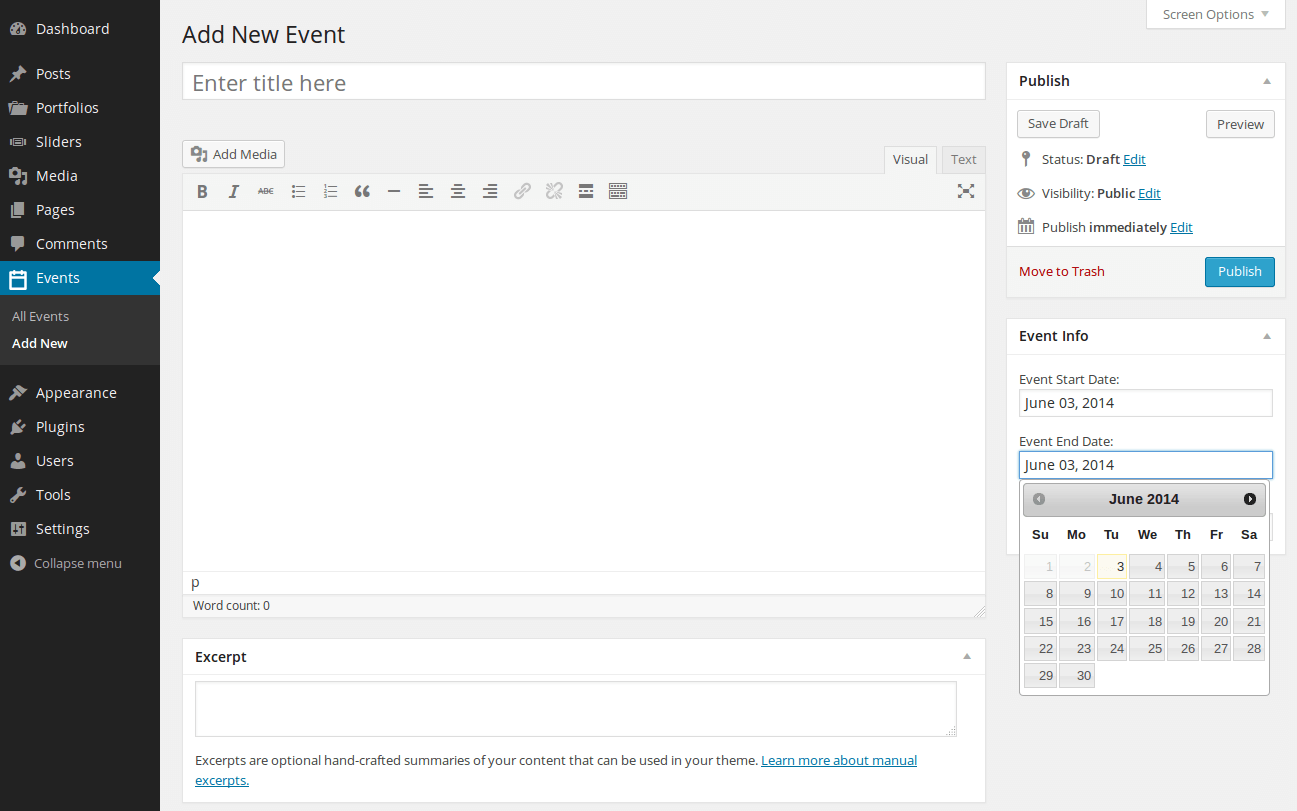 Dashboard
Posts
Portfolios
Sliders
Media
Pages
Comments
Events
All Events
Add New
Appearance
Plugins
Users
Tools
Settings
Collapse menu
Screen Options
Add New Event
Enter title here
Add Media
Visual Text
B I ABC
p
Word count: 0
Excerpt
Excerpts are optional hand-crafted summaries of your content that can be used in your theme. Learn more about manual
excerpts.
Publish
Save Draft Preview
Status: Draft Edit
Visibility: Public Edit
Publish immediately Edit
Move to Trash Publish
Event Info
Event Start Date:
June 03, 2014
Event End Date:
June 03, 2014
June 2014
Su Mo Tu We Th Fr Sa
1 2 3 4 5 6 7
8 9 10 11 12 13 14
15 16 17 18 19 20 21
22 23 24 25 26 27 28
29 30